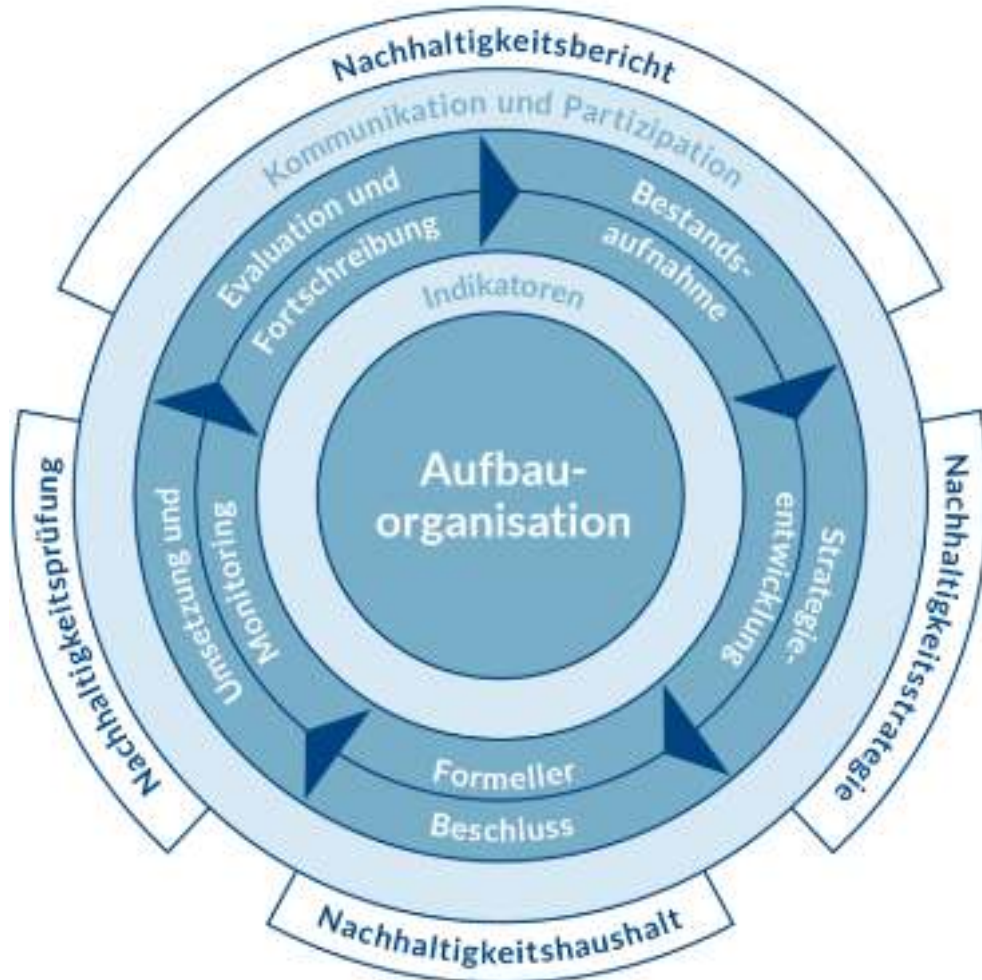 Nachhaltigkeitsbericht
Kommunikation und Partizipation
Evaluation und
Fortschreibung
Bestands-
aufnahme
Indikatoren
Aufbau-
organisation
Strategie-
entwicklung
Formeller
Beschluss
Umsetzung und
Monitoring
Nachhaltigkeitsprüfung
Nachhaltigkeitsstrategie
Nachhaltigkeitshaushalt